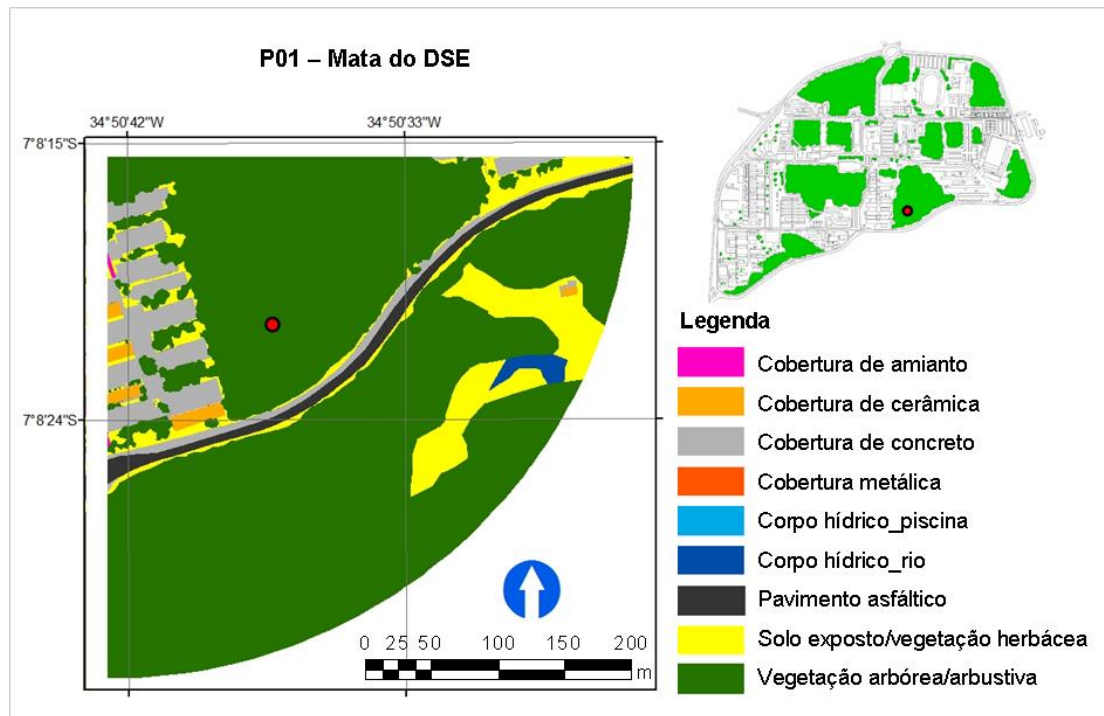 P01 – Mata do DSE
34°50'42"W
34°50'33"W
7°8'15"S
7°8'24"S
0 25 50 100 150 200
m
Legenda
Cobertura de amianto
Cobertura de cerâmica
Cobertura de concreto
Cobertura metálica
Corpo hídrico_piscina
Corpo hídrico_rio
Pavimento asfáltico
Solo exposto/vegetação herbácea
Vegetação arbórea/arbustiva